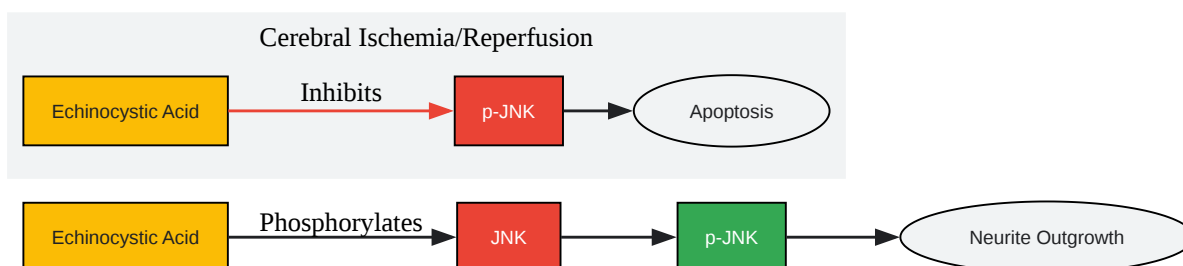 Cerebral Ischemia/Reperfusion
Echinocystic Acid
Inhibits
p-JNK
Apoptosis
Echinocystic Acid
Phosphorylates
JNK
p-JNK
Neurite Outgrowth